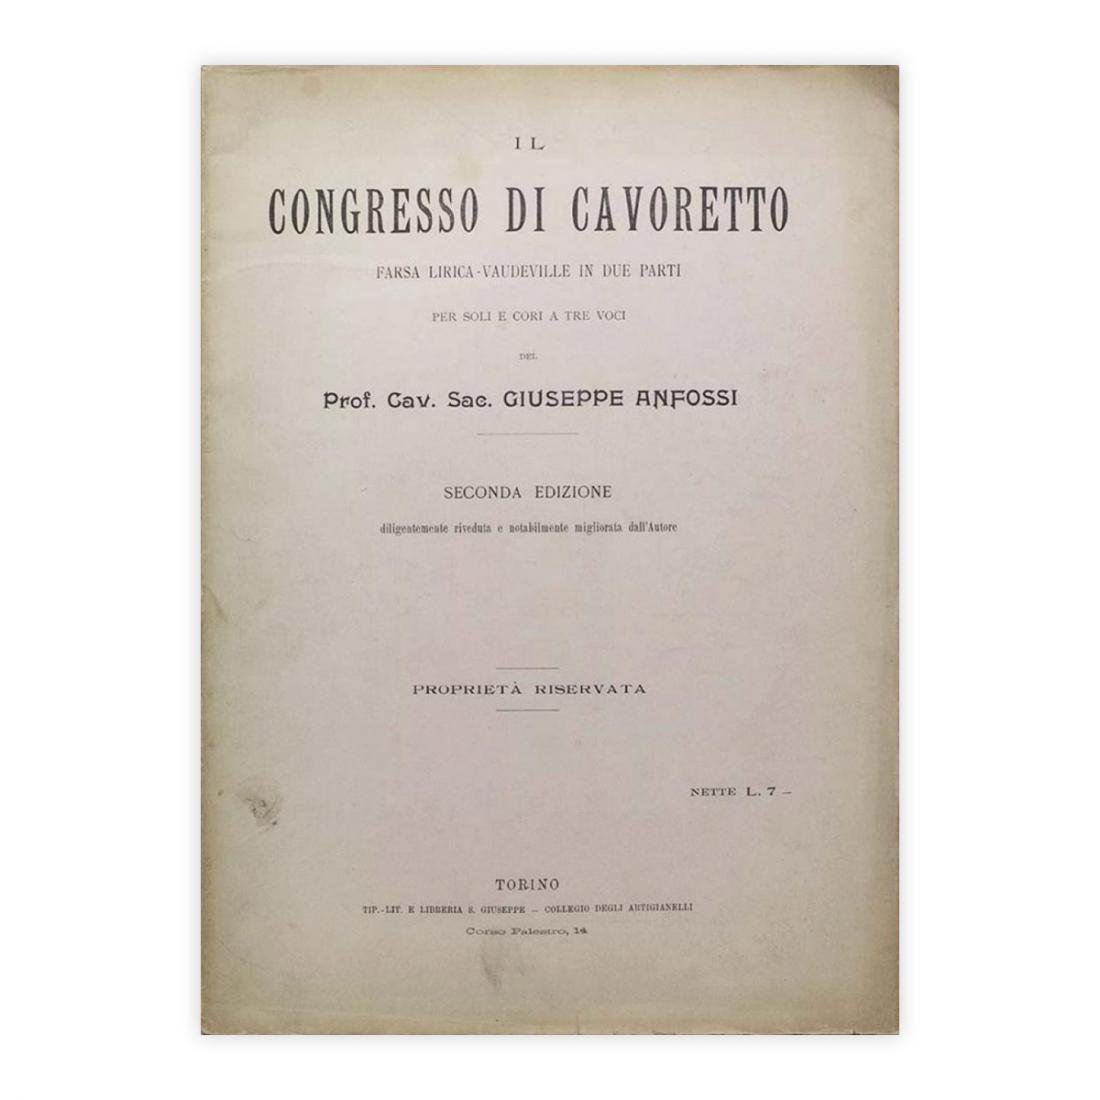 IL
CONGRESSO DI CAVORETTO
FARSA LIRICA-VAUDEVILLE IN DUE PARTI
PER SOLI E CORI A TRE VOCI
DEL
Prof. Cav. Sac. GIUSEPPE ANFOSSI
SECONDA EDIZIONE
diligentemente riveduta e notabilmente migliorata dall'Autore
PROPRIETÀ RISERVATA
NETTE L. 7 –
TORINO
TIP.-LIT. E LIBRERIA S. GIUSEPPE – COLLEGIO DEGLI ARTIGIANELLI
Corso Palestro, 14